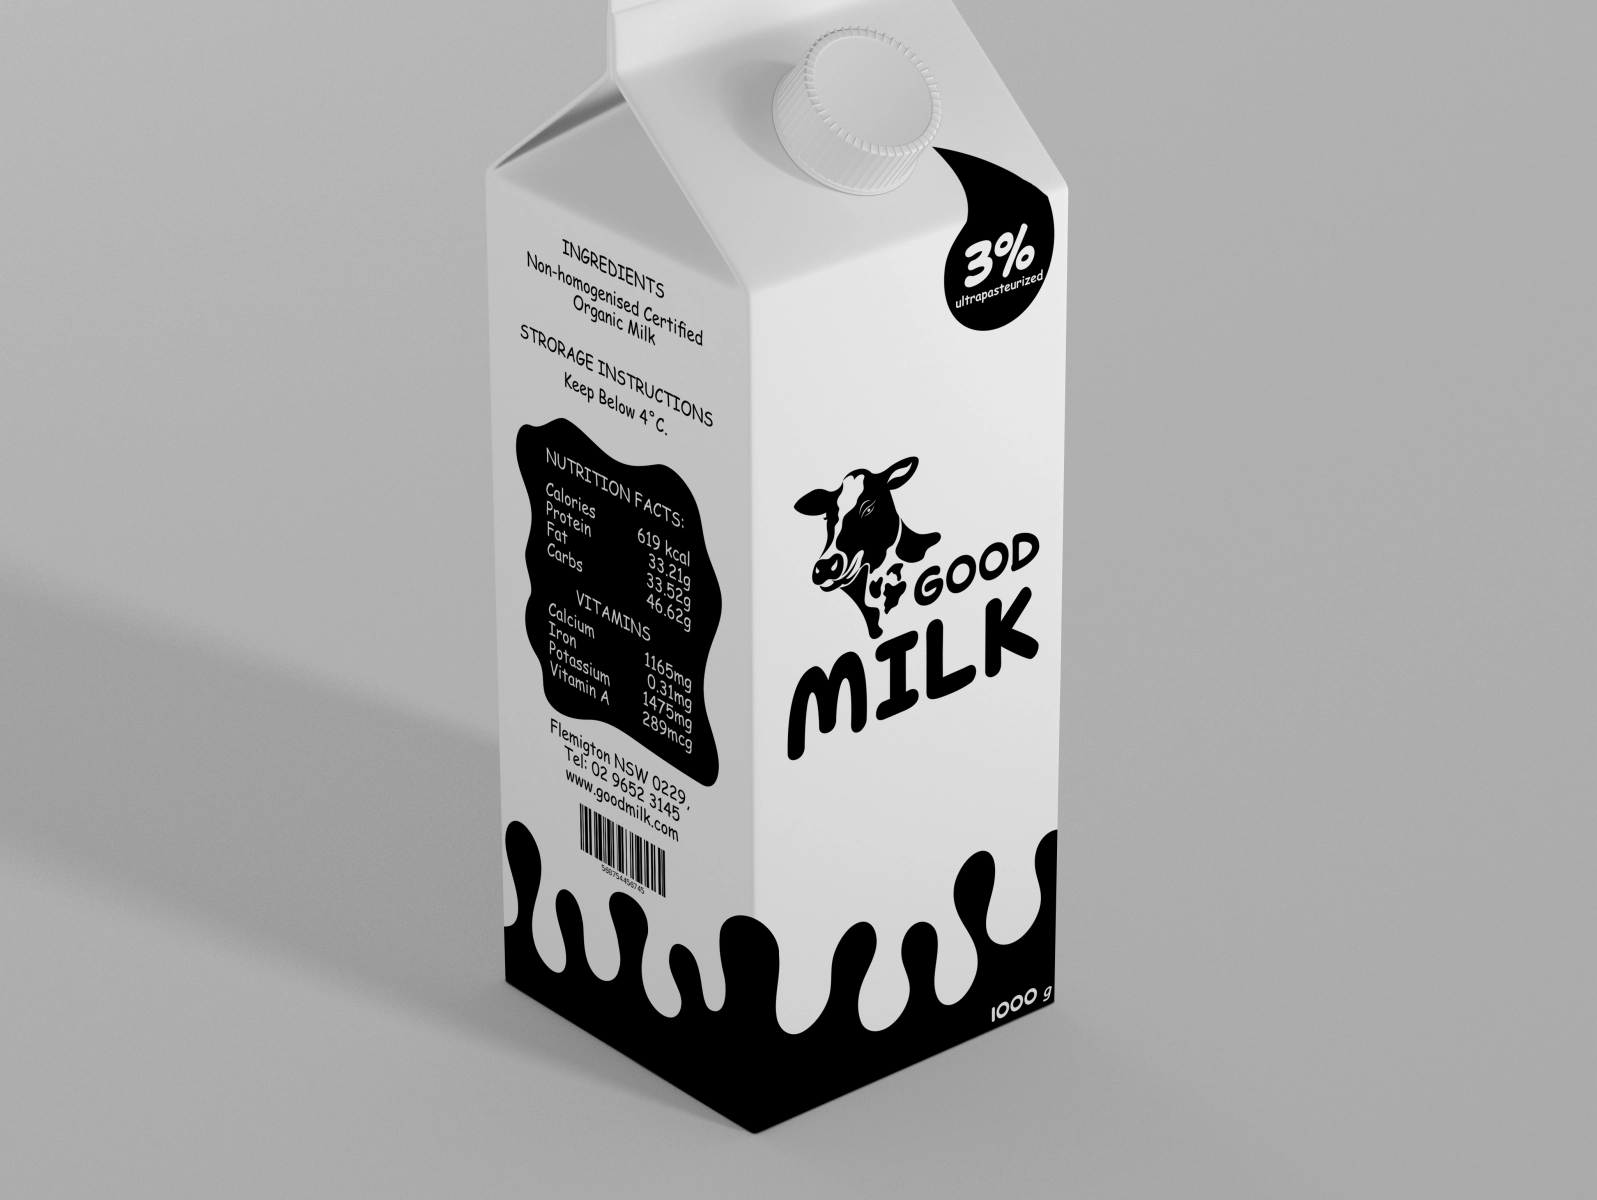 INGREDIENTS
Non-homogenised Certified
Organic Milk
STRORAGE INSTRUCTIONS
Keep Below 4°C.
NUTRITION FACTS:
Calories 619 kcal
Protein 33.21g
Fat 33.52g
Carbs 46.62g
VITAMINS
Calcium 1165mg
Iron 0.31mg
Potassium 1475mg
Vitamin A 289mcg
Flemigton NSW 0229,
Tel: 02 9652 3145
www.goodmilk.com
3%
ultrapasteurized
GOOD
MILK
1000 g